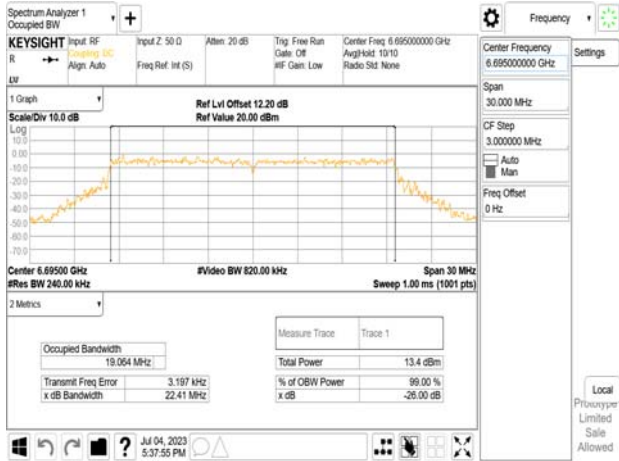 Spectrum Analyzer 1
Occupied BW
+
Frequency
KEYSIGHT
R
LXI
Input: RF
Coupling: DC
Align: Auto
Input Z: 50 Ω
Freq Ref: Int (S)
Atten: 20 dB
Trig: Free Run
Gate: Off
#IF Gain: Low
Center Freq: 6.695000000 GHz
Avg|Hold: 10/10
Radio Std: None
Center Frequency
6.695000000 GHz
Settings
Span
30.000 MHz
CF Step
3.000000 MHz
Auto
Man
Freq Offset
0 Hz
1 Graph
Scale/Div 10.0 dB
Ref Lvl Offset 12.20 dB
Ref Value 20.00 dBm
Log
10.0
0.00
-10.0
-20.0
-30.0
-40.0
-50.0
-60.0
-70.0
Center 6.69500 GHz
#Res BW 240.00 kHz
#Video BW 820.00 kHz
Span 30 MHz
Sweep 1.00 ms (1001 pts)
2 Metrics
Measure Trace
Trace 1
Occupied Bandwidth
19.064 MHz
Total Power
13.4 dBm
Transmit Freq Error
3.197 kHz
% of OBW Power
99.00 %
x dB Bandwidth
22.41 MHz
x dB
-26.00 dB
?
Jul 04, 2023
5:37:55 PM
Local
Prototype
Limited
Sale
Allowed